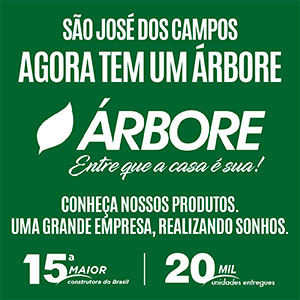 SÃO JOSÉ DOS CAMPOS
AGORA TEM UM ÁRBORE
ÁRBORE
Entre que a casa é sua!
CONHEÇA NOSSOS PRODUTOS.
UMA GRANDE EMPRESA, REALIZANDO SONHOS.
15ª MAIOR
construtora do Brasil
20 MIL
unidades entregues